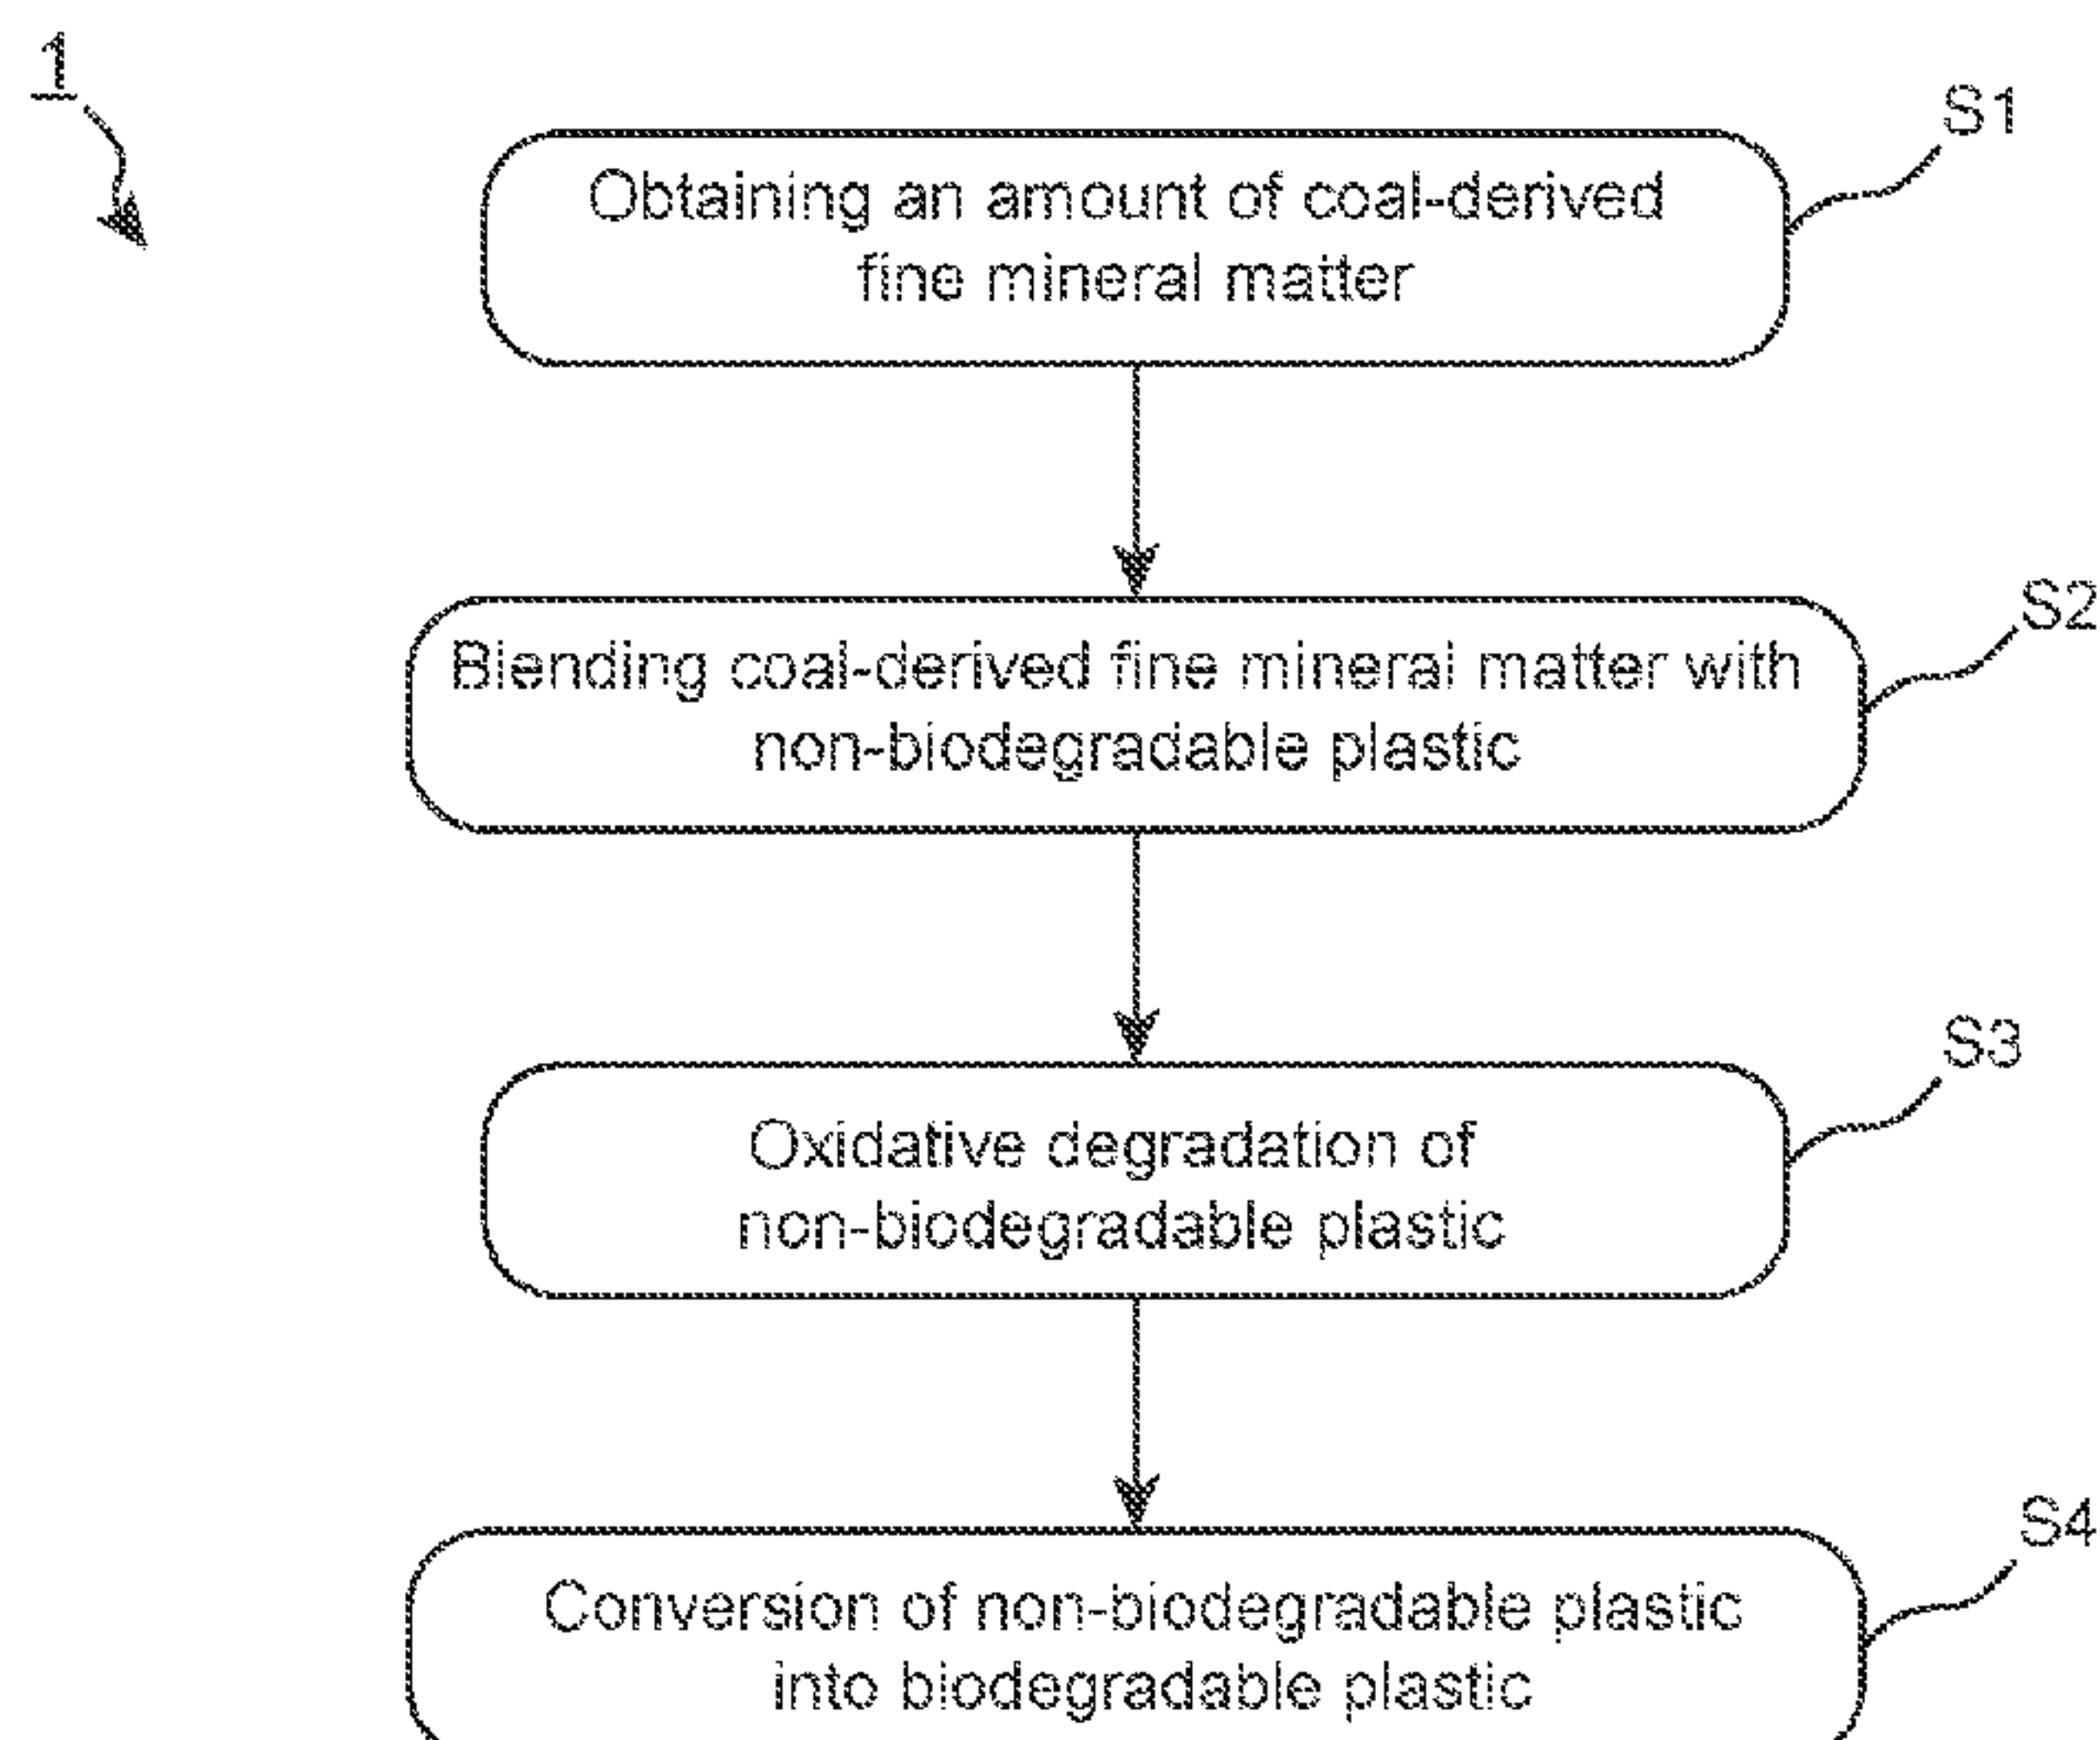 1
S1
Obtaining an amount of coal-derived
fine mineral matter
S2
Blending coal-derived fine mineral matter with
non-biodegradable plastic
S3
Oxidative degradation of
non-biodegradable plastic
S4
Conversion of non-biodegradable plastic
into biodegradable plastic